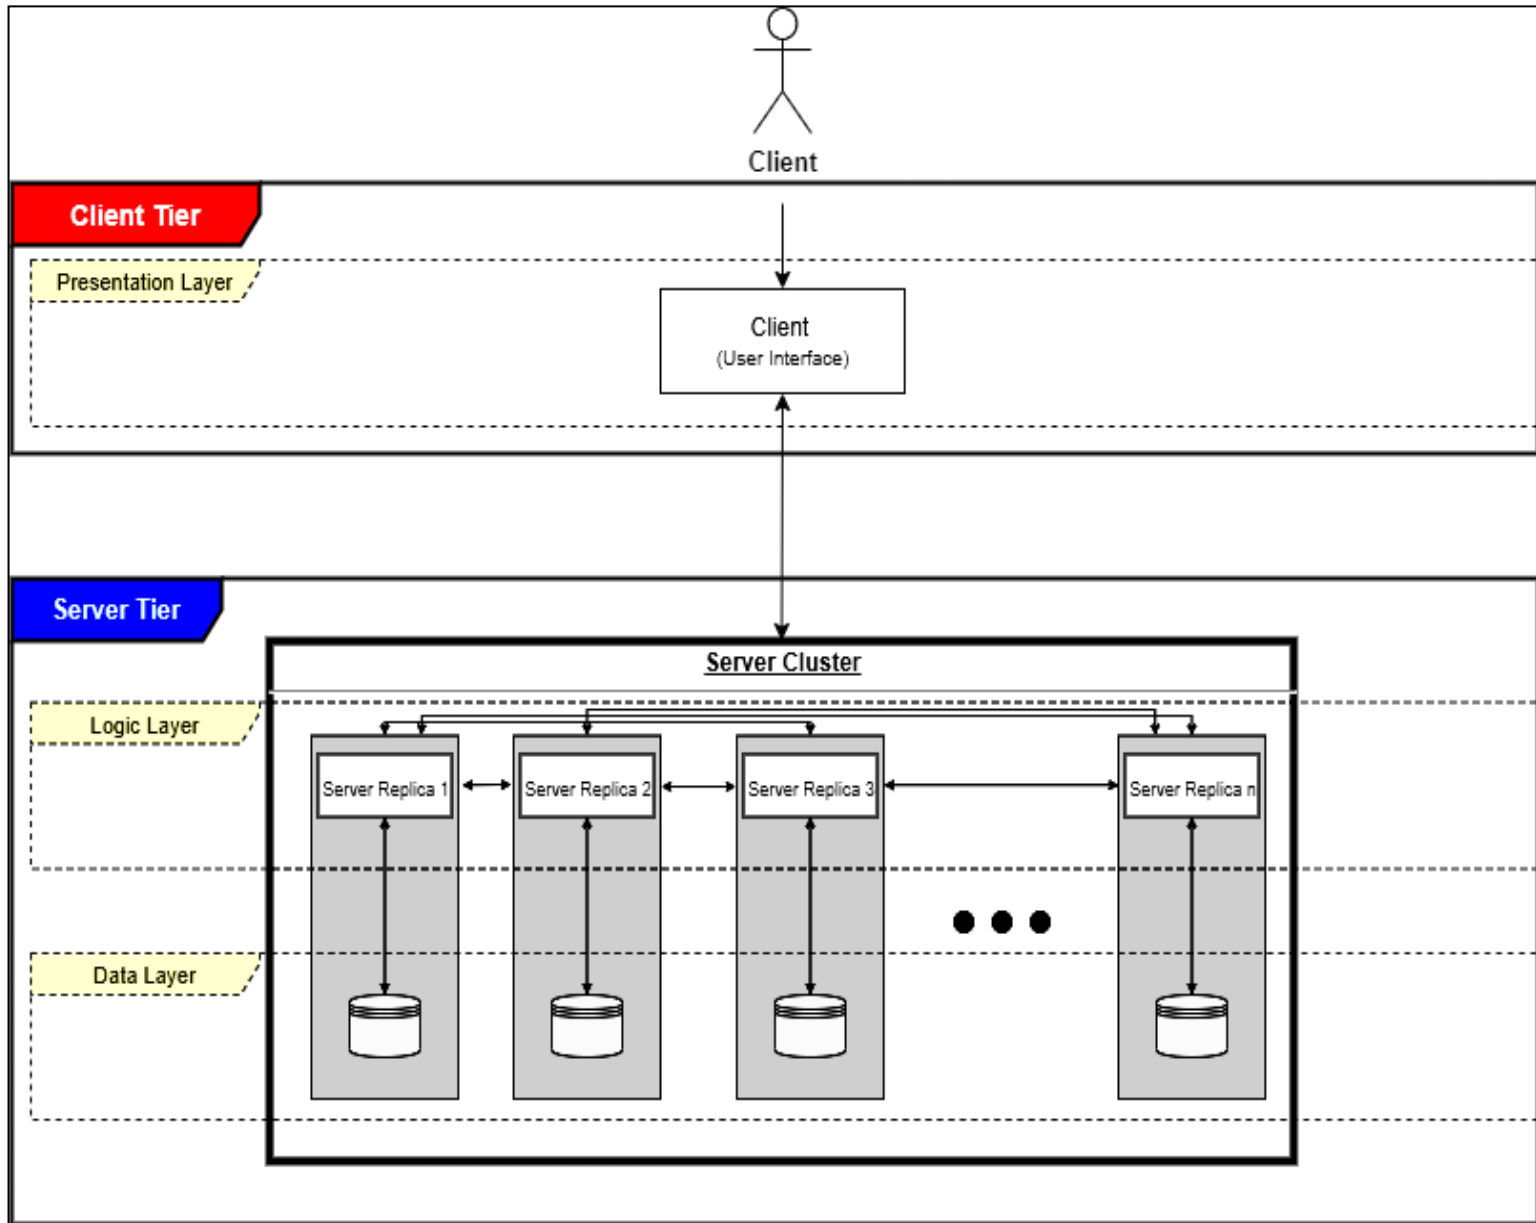 Client
Client Tier
Presentation Layer
Client
(User Interface)
Server Tier
Server Cluster
Logic Layer
Server Replica 1
Server Replica 2
Server Replica 3
Server Replica n
Data Layer